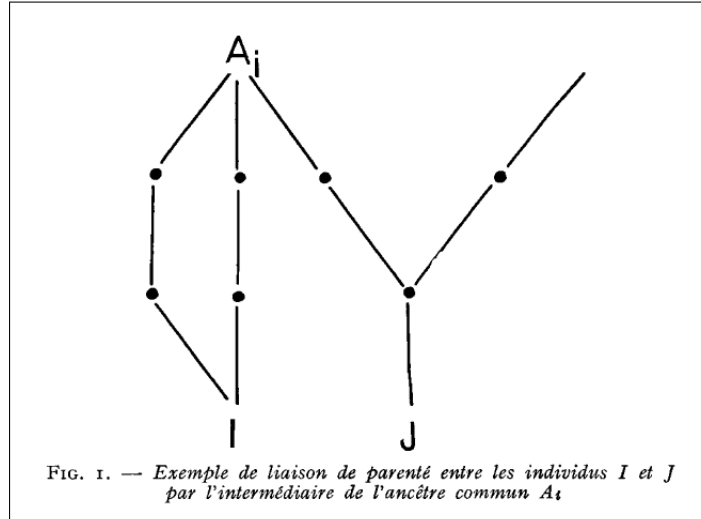 Ai
I J
FIG. 1. — Exemple de liaison de parenté entre les individus I et J
par l'intermédiaire de l'ancêtre commun Ai